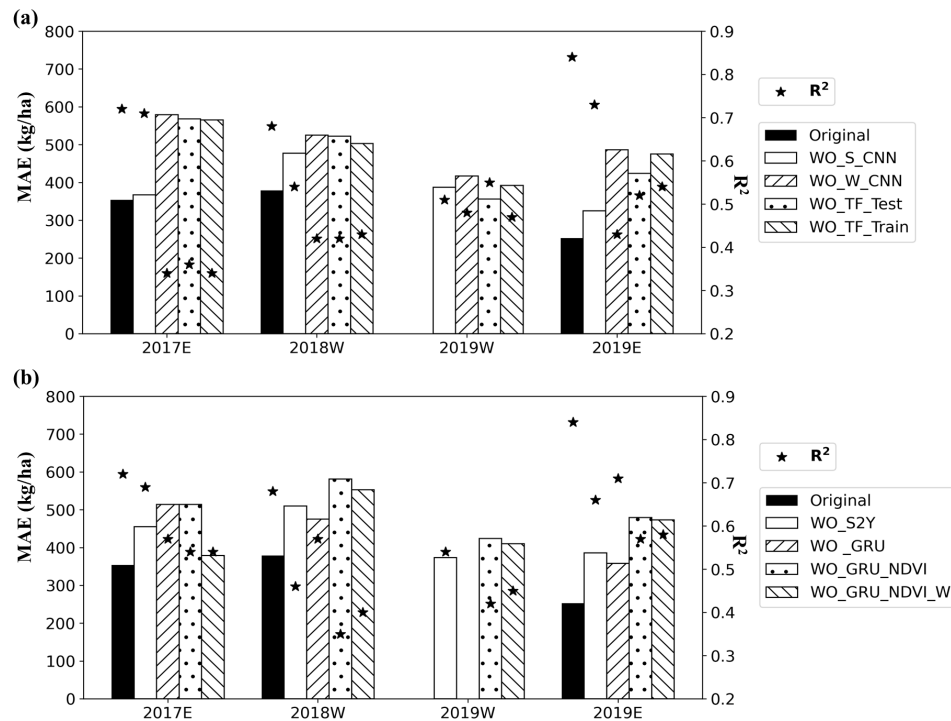 (a)
800
700
600
500
400
300
200
100
0
MAE (kg/ha)
2017E
2018W
2019W
2019E
0.9
0.8
0.7
0.6
0.5
0.4
0.3
0.2
R²
R²
Original
WO_S_CNN
WO_W_CNN
WO_TF_Test
WO_TF_Train
(b)
800
700
600
500
400
300
200
100
0
MAE (kg/ha)
2017E
2018W
2019W
2019E
0.9
0.8
0.7
0.6
0.5
0.4
0.3
0.2
R²
R²
Original
WO_S2Y
WO _GRU
WO_GRU_NDVI
WO_GRU_NDVI_W